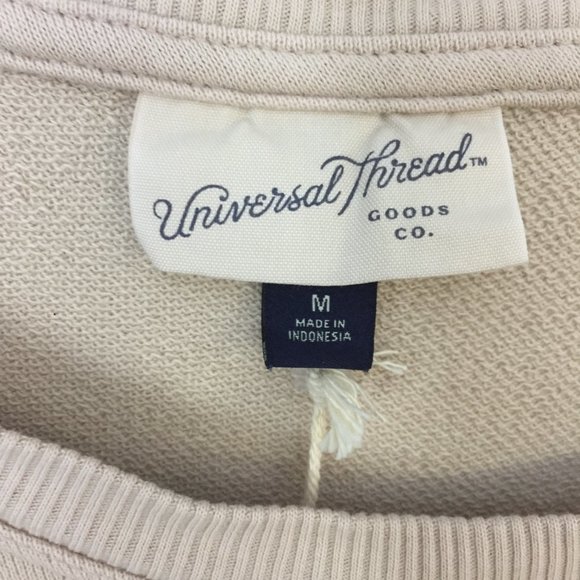 Universal Thread™
GOODS
CO.
M
MADE IN
INDONESIA